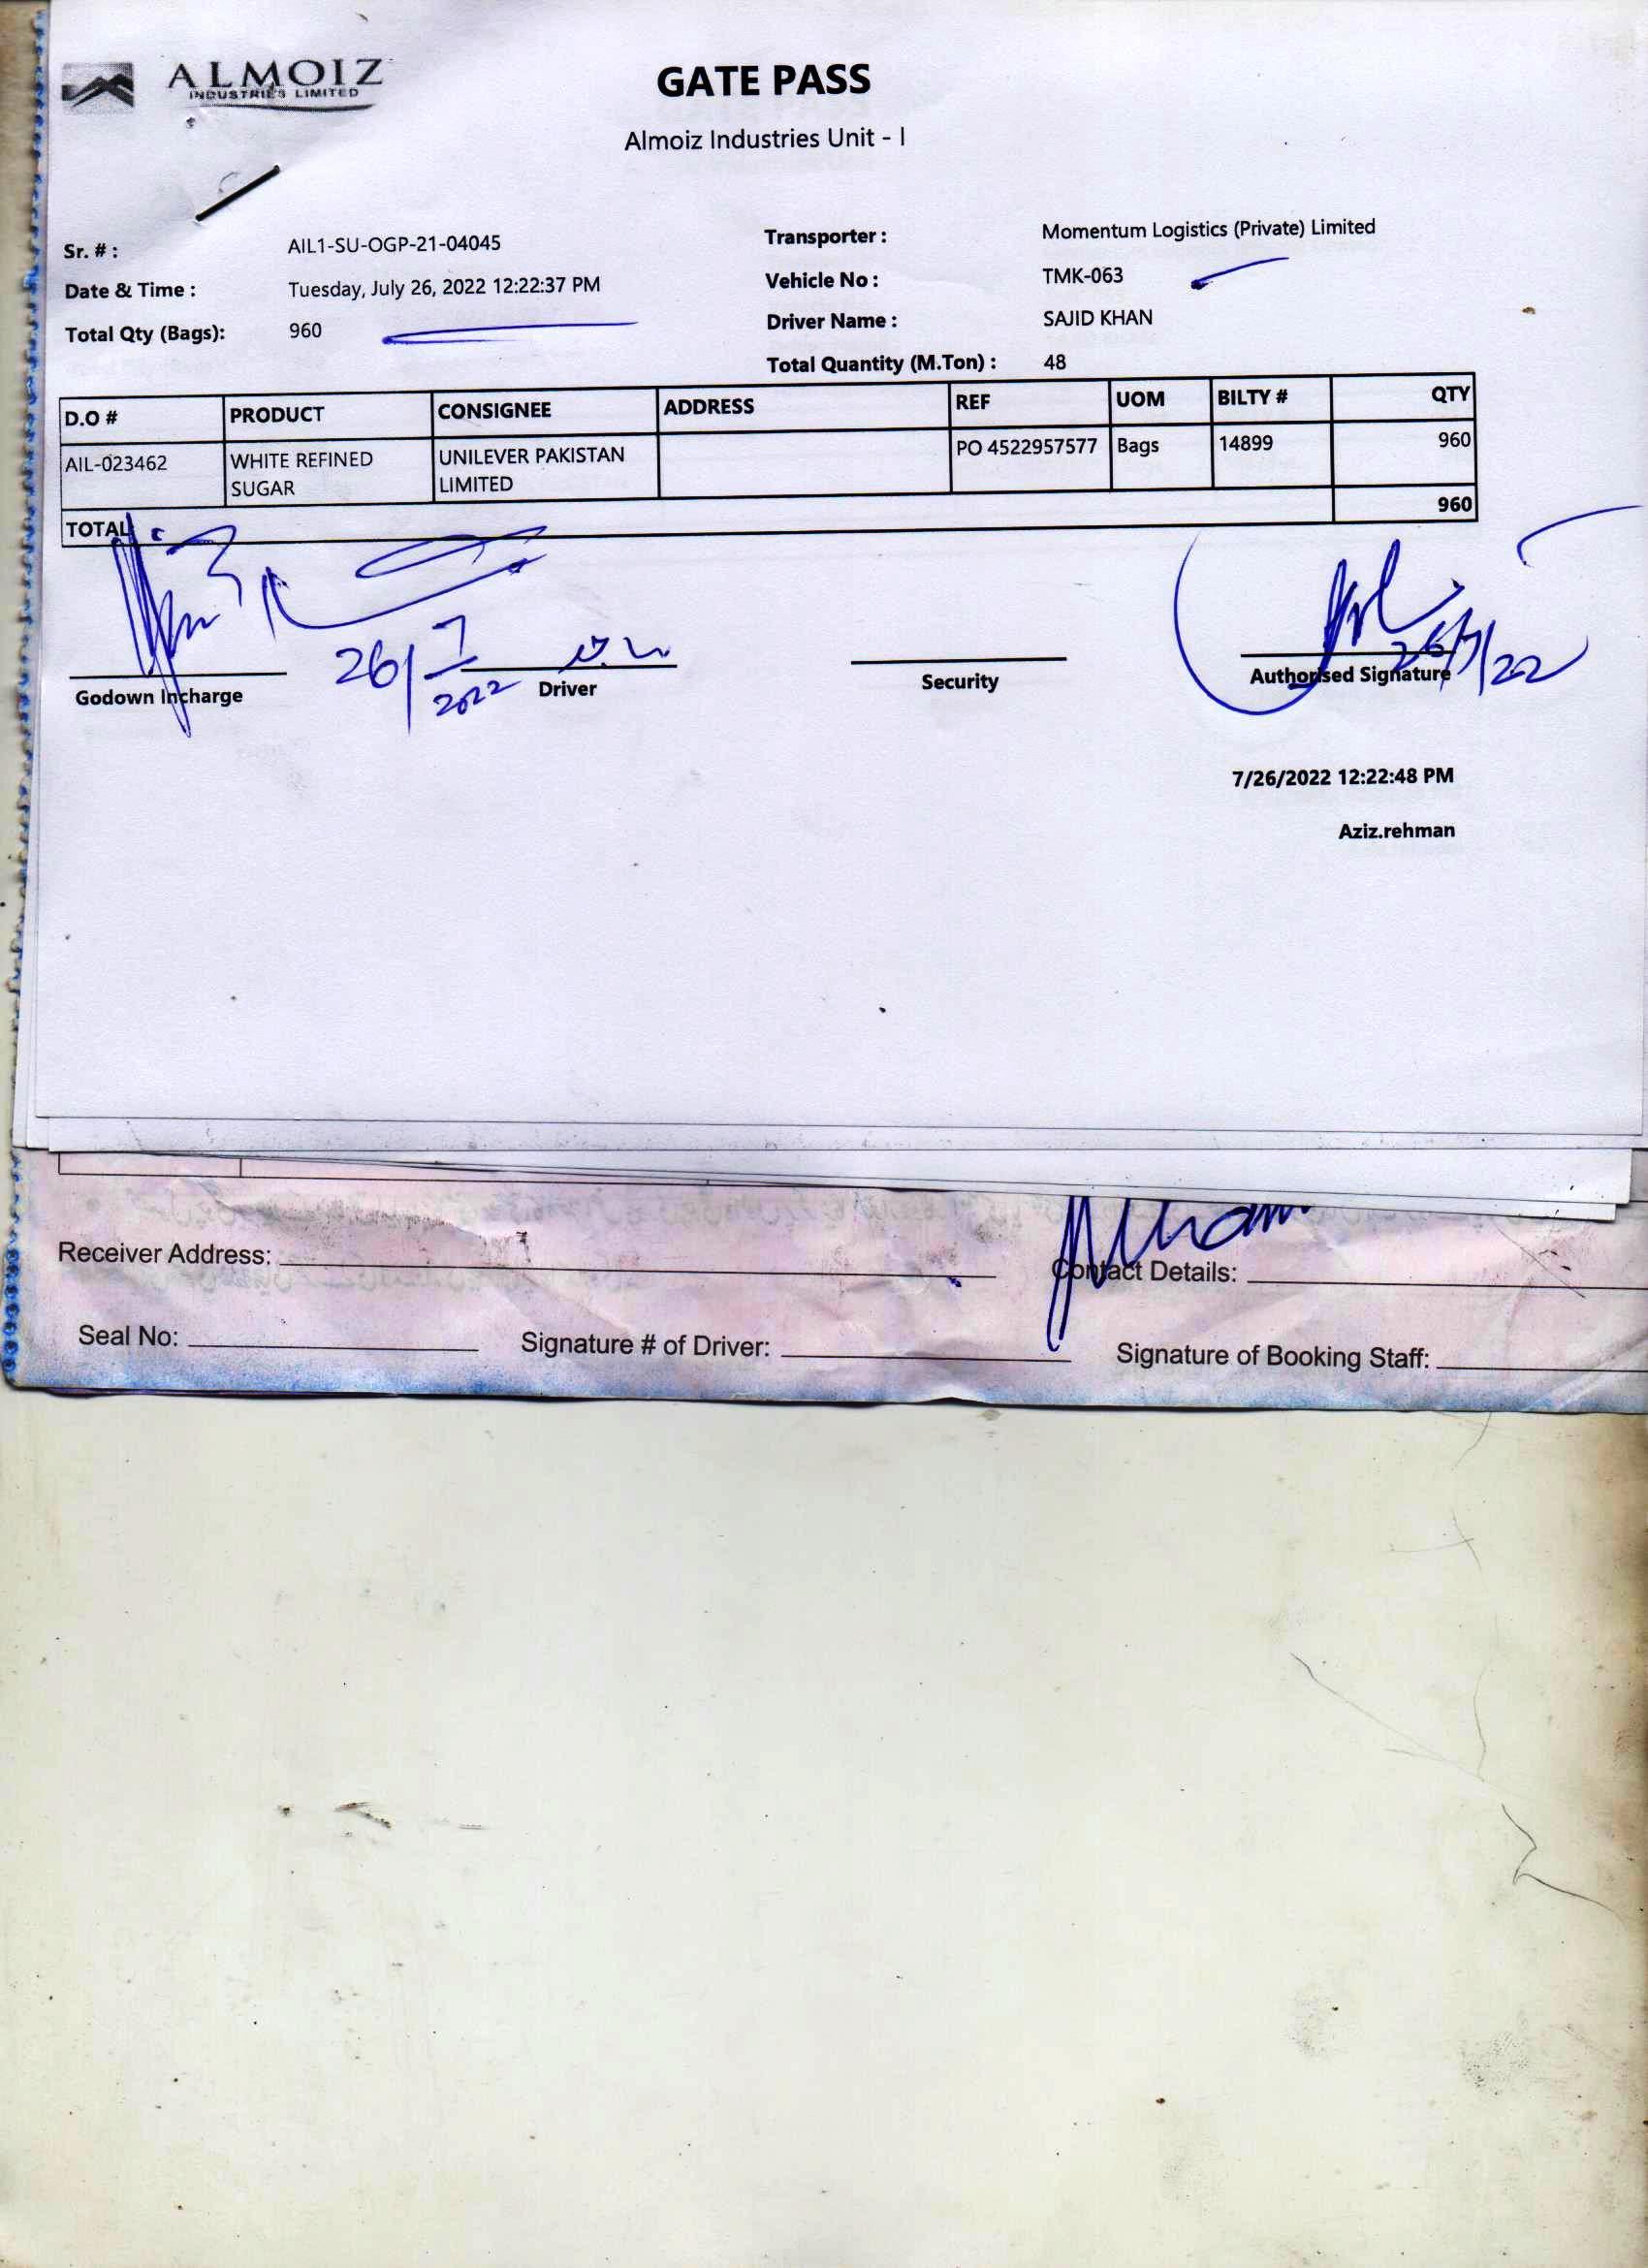 ALMOIZ
INDUSTRIES LIMITED
GATE PASS
Almoiz Industries Unit - I
Sr. # : AIL1-SU-OGP-21-04045
Date & Time : Tuesday, July 26, 2022 12:22:37 PM
Total Qty (Bags): 960
Transporter : Momentum Logistics (Private) Limited
Vehicle No : TMK-063
Driver Name : SAJID KHAN
Total Quantity (M.Ton) : 48
D.O # PRODUCT CONSIGNEE ADDRESS REF UOM BILTY # QTY
AIL-023462 WHITE REFINED SUGAR UNILEVER PAKISTAN LIMITED PO 4522957577 Bags 14899 960
TOTAL 960
26/7
2022
26/7/22
Godown Incharge Driver Security Authorised Signature
7/26/2022 12:22:48 PM
Aziz.rehman
Receiver Address: Contact Details:
Seal No: Signature # of Driver: Signature of Booking Staff: